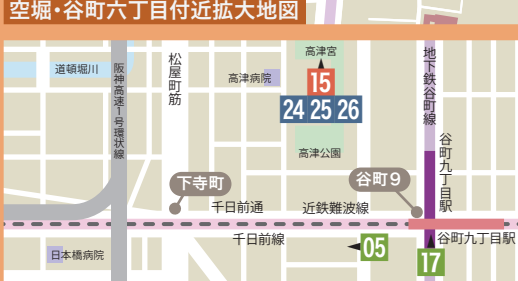 空堀・谷町六丁目付近拡大地図
高津宮
道頓堀川
阪神高速1号環状線
松屋町筋
高津病院
15
24 25 26
地下鉄谷町線
高津公園
谷町九丁目駅
下寺町
谷町9
千日前通
近鉄難波線
千日前線
谷町九丁目駅
05
日本橋病院
17